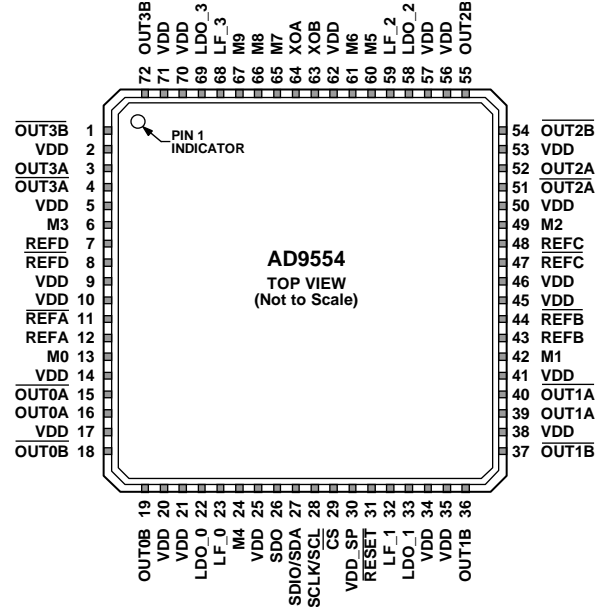 72 OUT3B
71 VDD
70 VDD
69 LDO_3
68 LF_3
67 M9
66 M8
65 M7
64 XOA
63 XOB
62 VDD
61 M6
60 M5
59 LF_2
58 LDO_2
57 VDD
56 VDD
55 OUT2B
OUT3B 1
VDD 2
OUT3A 3
OUT3A 4
VDD 5
M3 6
REFD 7
REFD 8
VDD 9
VDD 10
REFA 11
REFA 12
M0 13
VDD 14
OUT0A 15
OUT0A 16
VDD 17
OUT0B 18
PIN 1
INDICATOR
AD9554
TOP VIEW
(Not to Scale)
54 OUT2B
53 VDD
52 OUT2A
51 OUT2A
50 VDD
49 M2
48 REFC
47 REFC
46 VDD
45 VDD
44 REFB
43 REFB
42 M1
41 VDD
40 OUT1A
39 OUT1A
38 VDD
37 OUT1B
OUT0B 19
VDD 20
VDD 21
LDO_0 22
LF_0 23
M4 24
VDD 25
SDO 26
SDIO/SDA 27
SCLK/SCL 28
CS 29
VDD_SP 30
RESET 31
LF_1 32
LDO_1 33
VDD 34
VDD 35
OUT1B 36